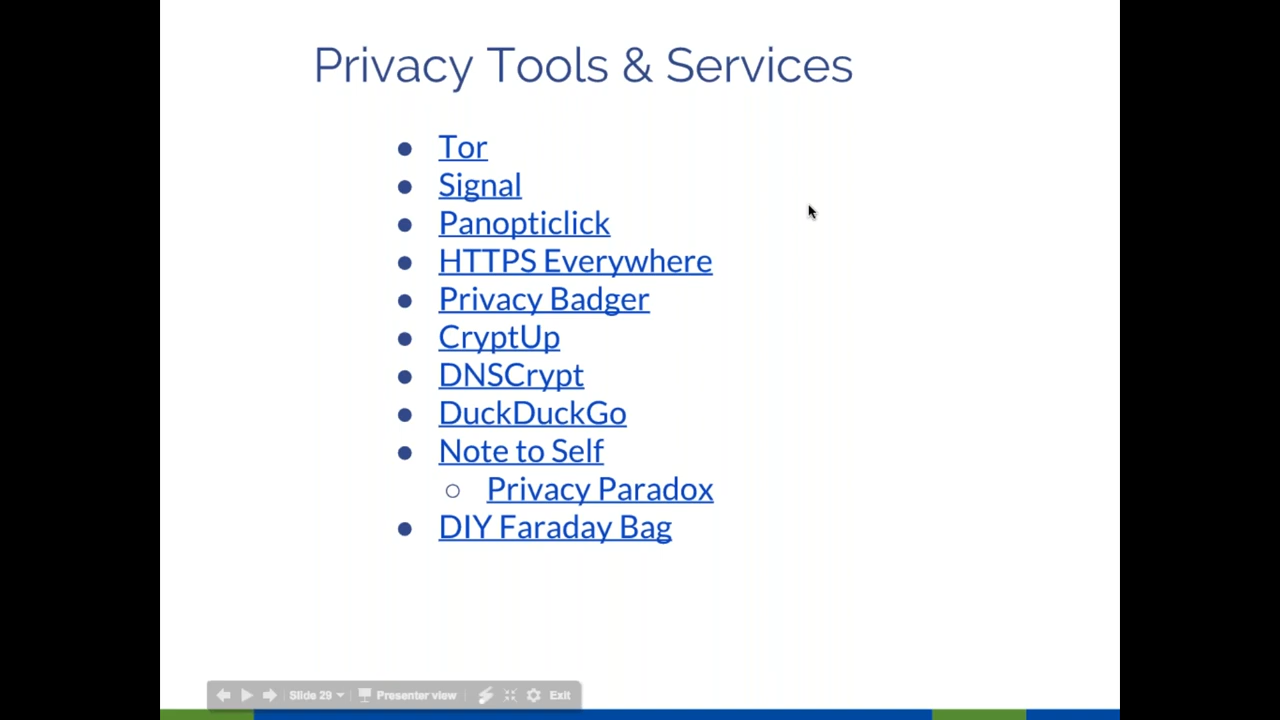 Privacy Tools & Services
● Tor
● Signal
● Panopticlick
● HTTPS Everywhere
● Privacy Badger
● CryptUp
● DNSCrypt
● DuckDuckGo
● Note to Self
○ Privacy Paradox
● DIY Faraday Bag
Slide 29 Presenter view Exit